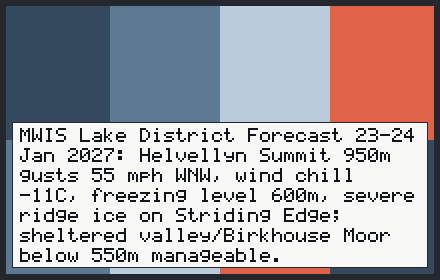 MWIS Lake District Forecast 23-24
Jan 2027: Helvellyn Summit 950m
gusts 55 mph WNW, wind chill
-11C, freezing level 600m, severe
ridge ice on Striding Edge;
sheltered valley/Birkhouse Moor
below 550m manageable.